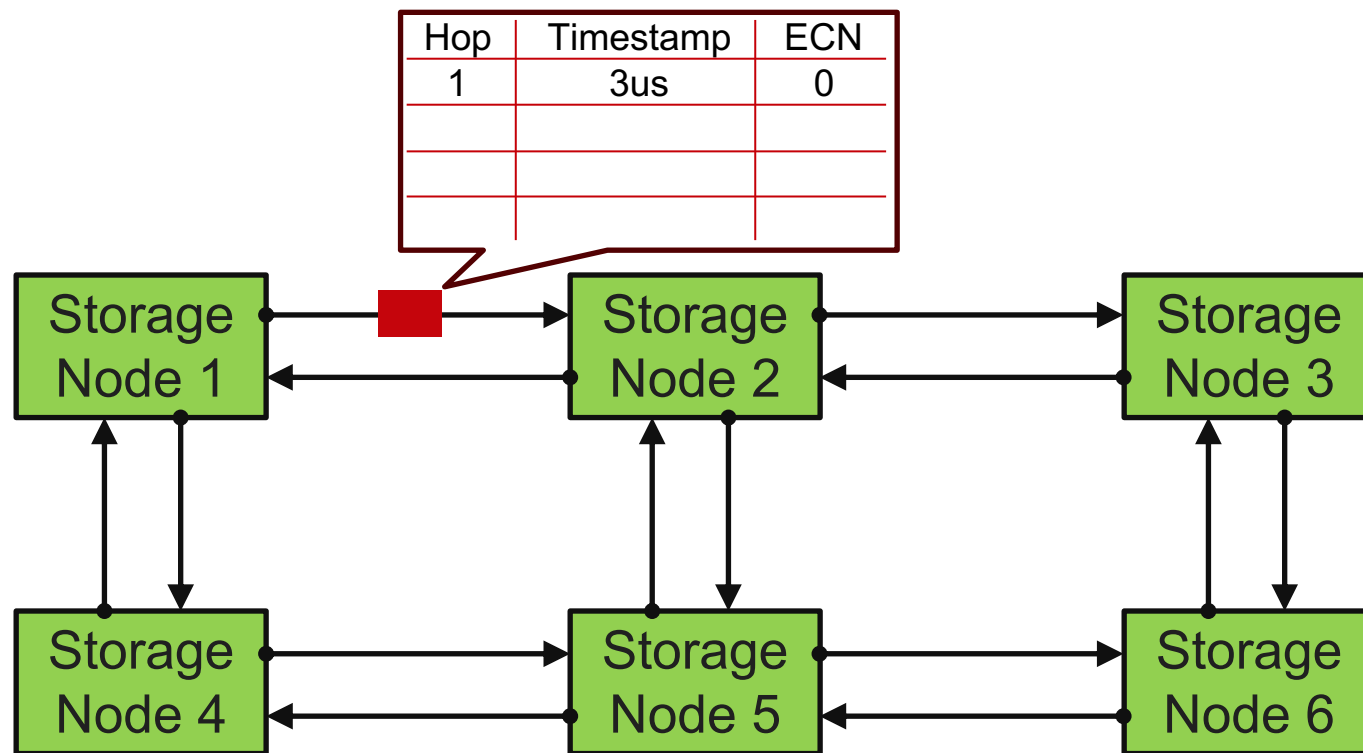 Hop Timestamp ECN
1 3us 0
Storage
Node 1
Storage
Node 2
Storage
Node 3
Storage
Node 4
Storage
Node 5
Storage
Node 6